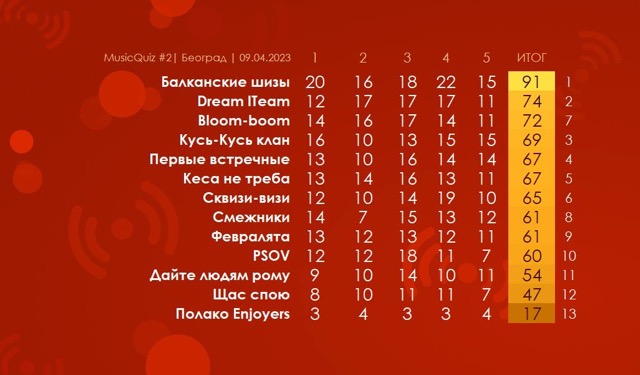 MusicQuiz #2| Београд | 09.04.2023 1 2 3 4 5 ИТОГ
Балканские шизы 20 16 18 22 15 91 1
Dream ITeam 12 17 17 17 11 74 2
Bloom-boom 14 16 17 14 11 72 7
Кусь-Кусь клан 16 10 13 15 15 69 3
Первые встречные 13 10 16 14 14 67 4
Кеса не треба 13 14 16 13 11 67 5
Сквизи-визи 12 10 14 19 10 65 6
Смежники 14 7 15 13 12 61 8
Февралята 13 12 13 12 11 61 9
PSOV 12 12 18 11 7 60 10
Дайте людям рому 9 10 14 10 11 54 11
Щас спою 8 10 11 11 7 47 12
Полако Enjoyers 3 4 3 3 4 17 13